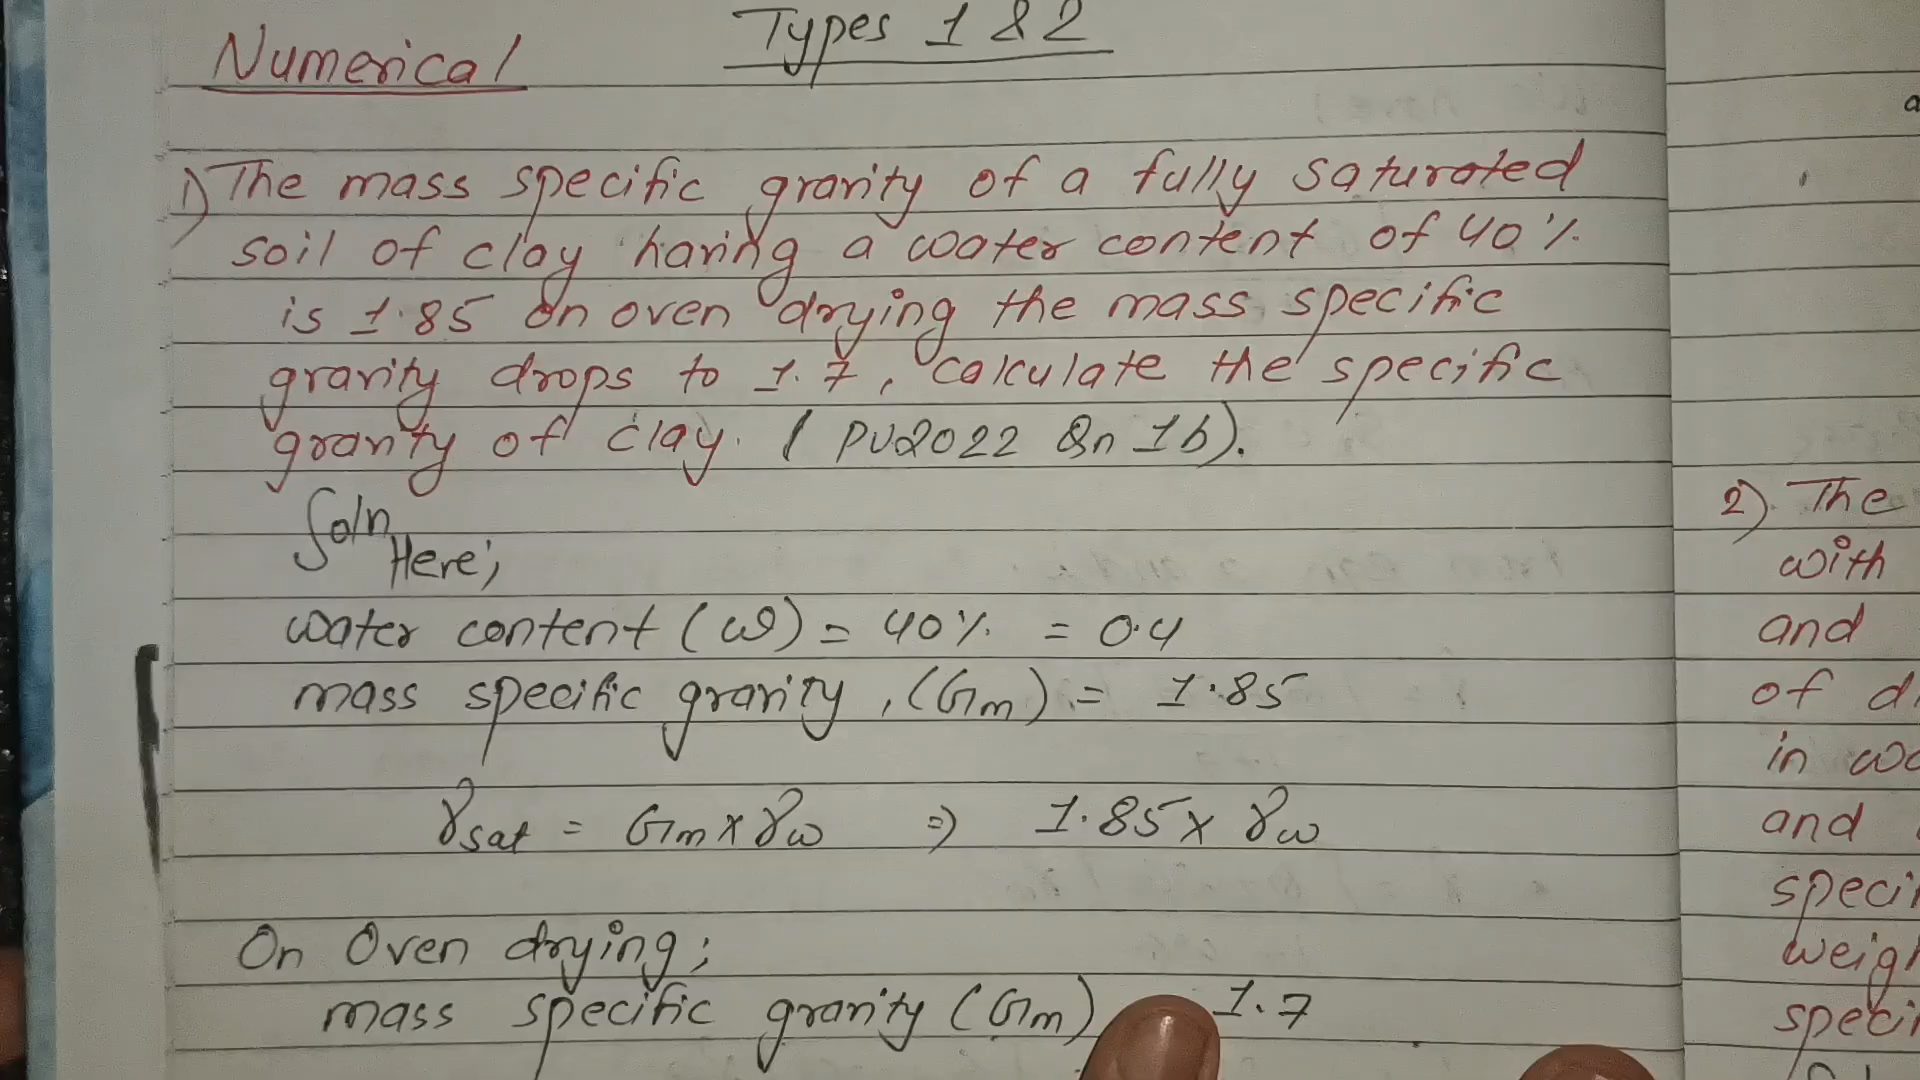 Types 1 & 2
Numerical
1) The mass specific gravity of a fully saturated
soil of clay having a water content of 40%
is 1.85 on oven drying the mass specific
gravity drops to 1.7, calculate the specific
gravity of clay. ( PU2022 Qn 1b).
Soln
Here;
water content (ω) = 40% = 0.4
mass specific gravity, (Gm) = 1.85
γsat = Gm x γw ⇒ 1.85 x γw
On Oven drying;
mass specific gravity (Gm) 1.7
2) The
with
and
of
in
and